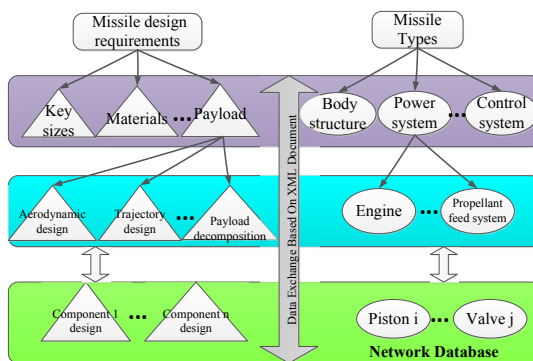 Missile design
requirements
Missile
Types
Key
sizes
Materials
...
Payload
Body
structure
Power
system
...
Control
system
Data Exchange Based On XML Document
Aerodynamic
design
Trajectory
design
...
Payload
decomposition
Engine
...
Propellant
feed system
Component 1
design
...
Component n
design
Piston i
...
Valve j
Network Database